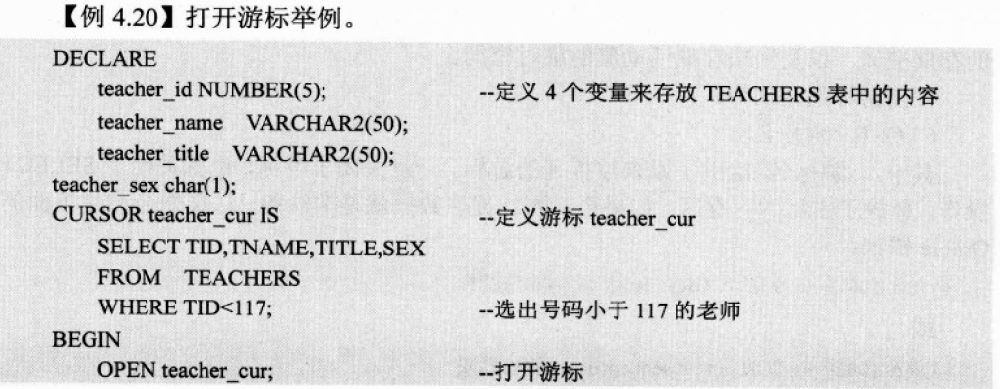 【例 4.20】打开游标举例。
DECLARE
teacher_id NUMBER(5); --定义 4 个变量来存放 TEACHERS 表中的内容
teacher_name VARCHAR2(50);
teacher_title VARCHAR2(50);
teacher_sex char(1);
CURSOR teacher_cur IS --定义游标 teacher_cur
SELECT TID,TNAME,TITLE,SEX
FROM TEACHERS
WHERE TID<117; --选出号码小于 117 的老师
BEGIN
OPEN teacher_cur; --打开游标